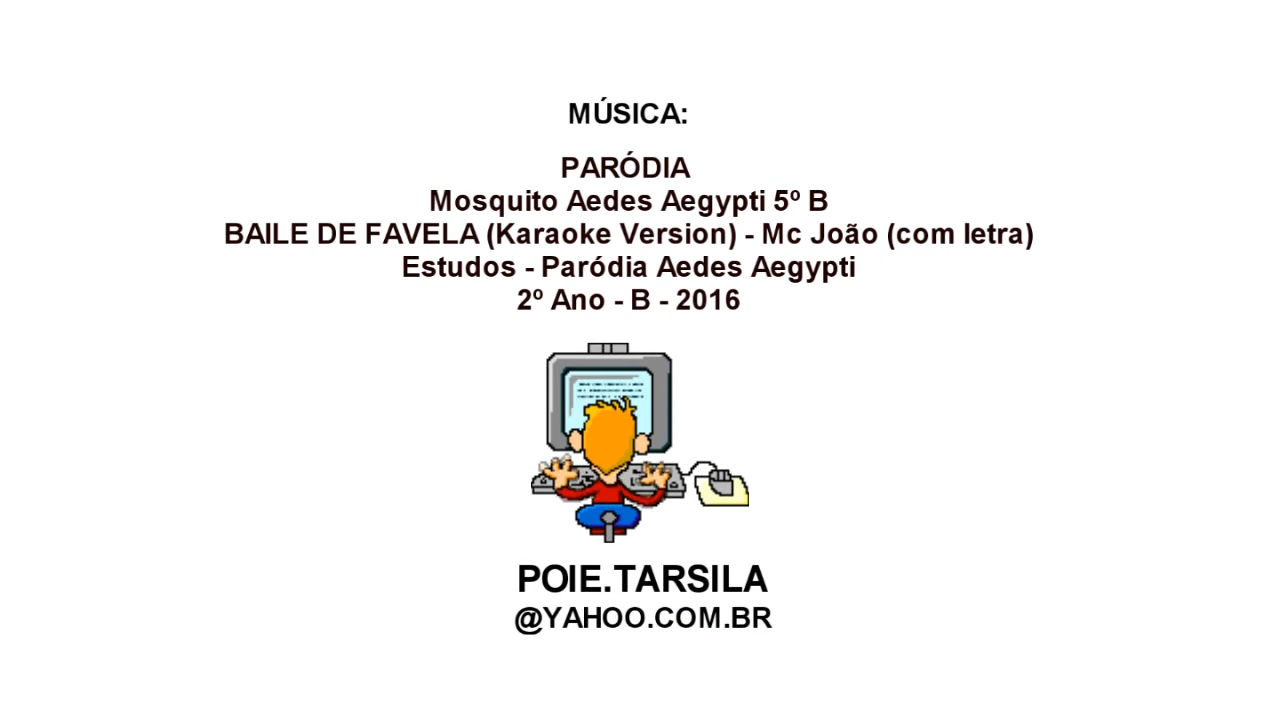 MÚSICA:
PARÓDIA
Mosquito Aedes Aegypti 5º B
BAILE DE FAVELA (Karaoke Version) - Mc João (com letra)
Estudos - Paródia Aedes Aegypti
2º Ano - B - 2016
POIE.TARSILA
@YAHOO.COM.BR